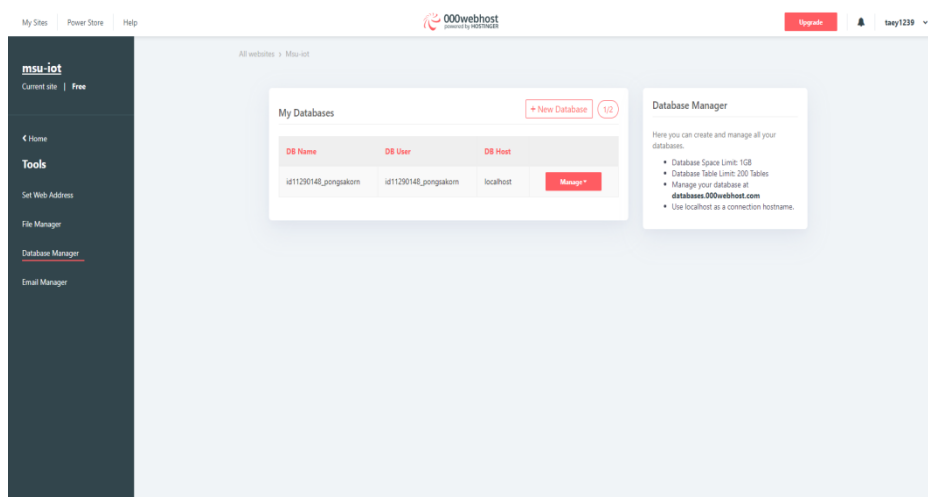 My Sites Power Store Help 000webhost Upgrade taey1239
powered by HOSTINGER
msu-iot
Current site | Free
Home
Tools
Set Web Address
File Manager
Database Manager
Email Manager
All websites > Msu-iot
My Databases + New Database 1/2
DB Name DB User DB Host
id11290148_pongsakorn id11290148_pongsakorn localhost Manage
Database Manager
Here you can create and manage all your
databases.
• Database Space Limit: 1GB
• Database Table Limit: 200 Tables
• Manage your database at
databases.000webhost.com
• Use localhost as a connection hostname.